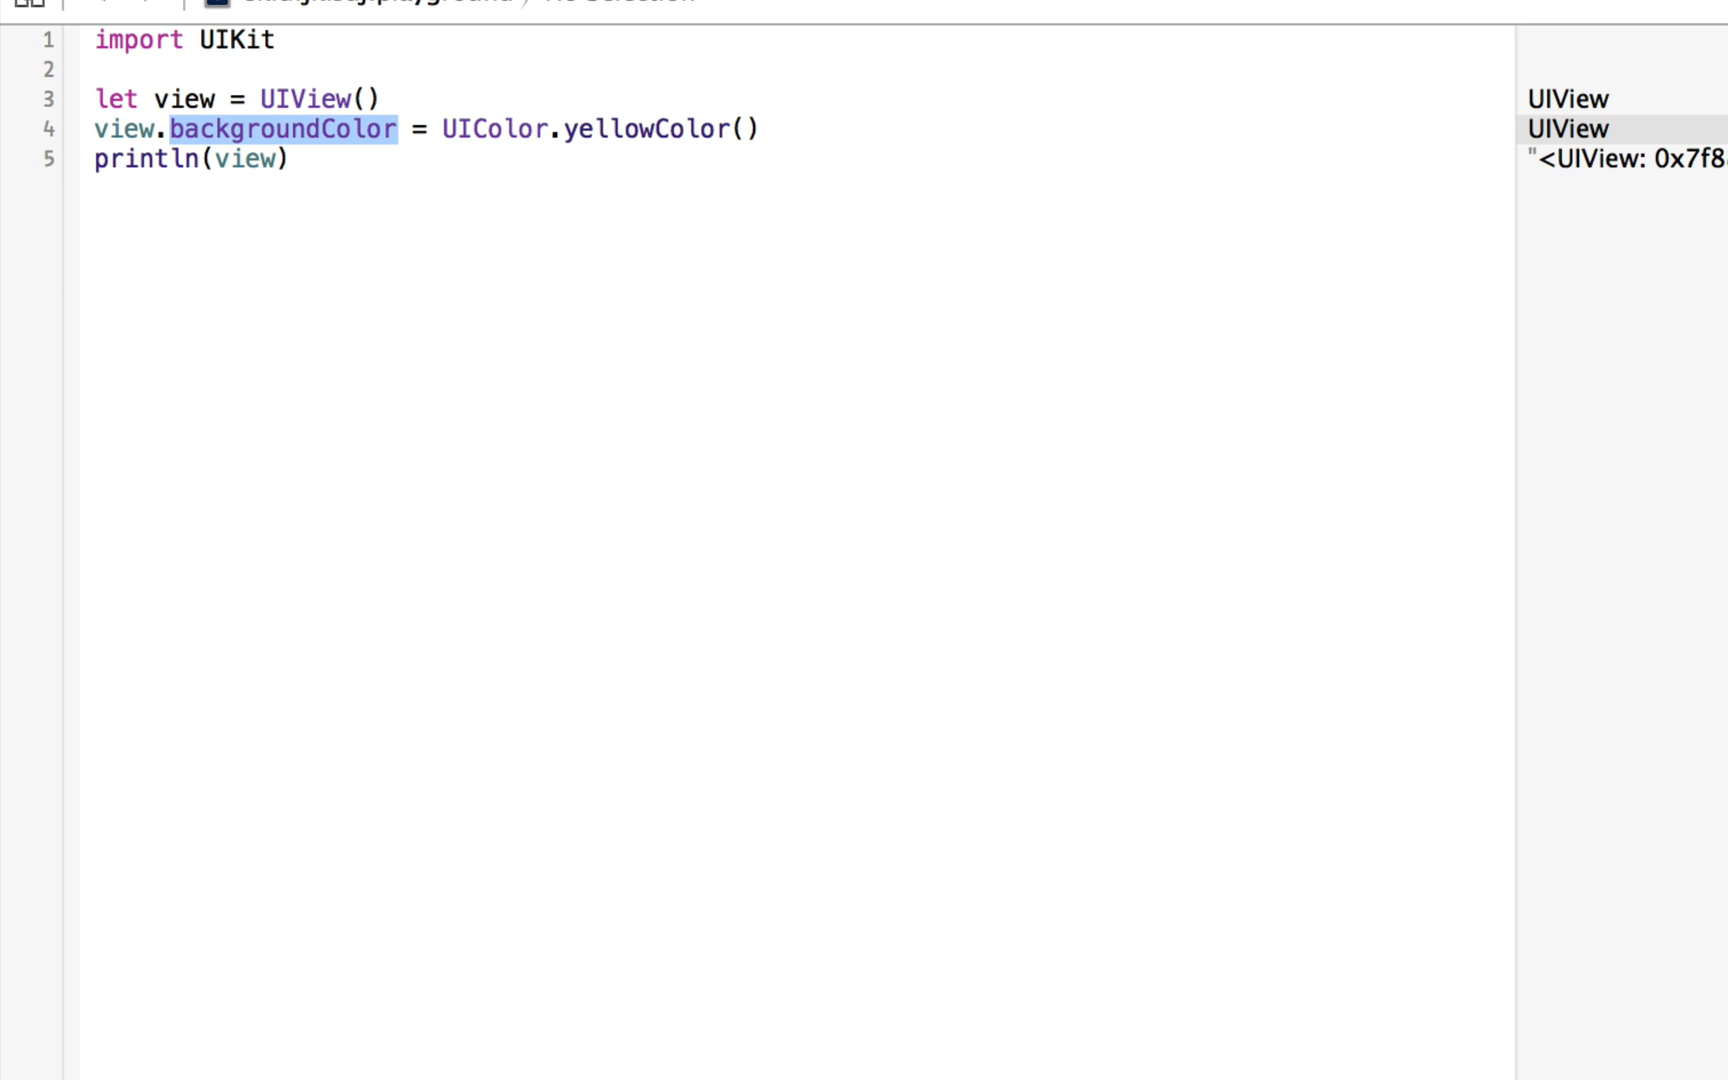 1 import UIKit
2
3 let view = UIView() UIView
4 view.backgroundColor = UIColor.yellowColor() UIView
5 println(view) "<UIView: 0x7f8